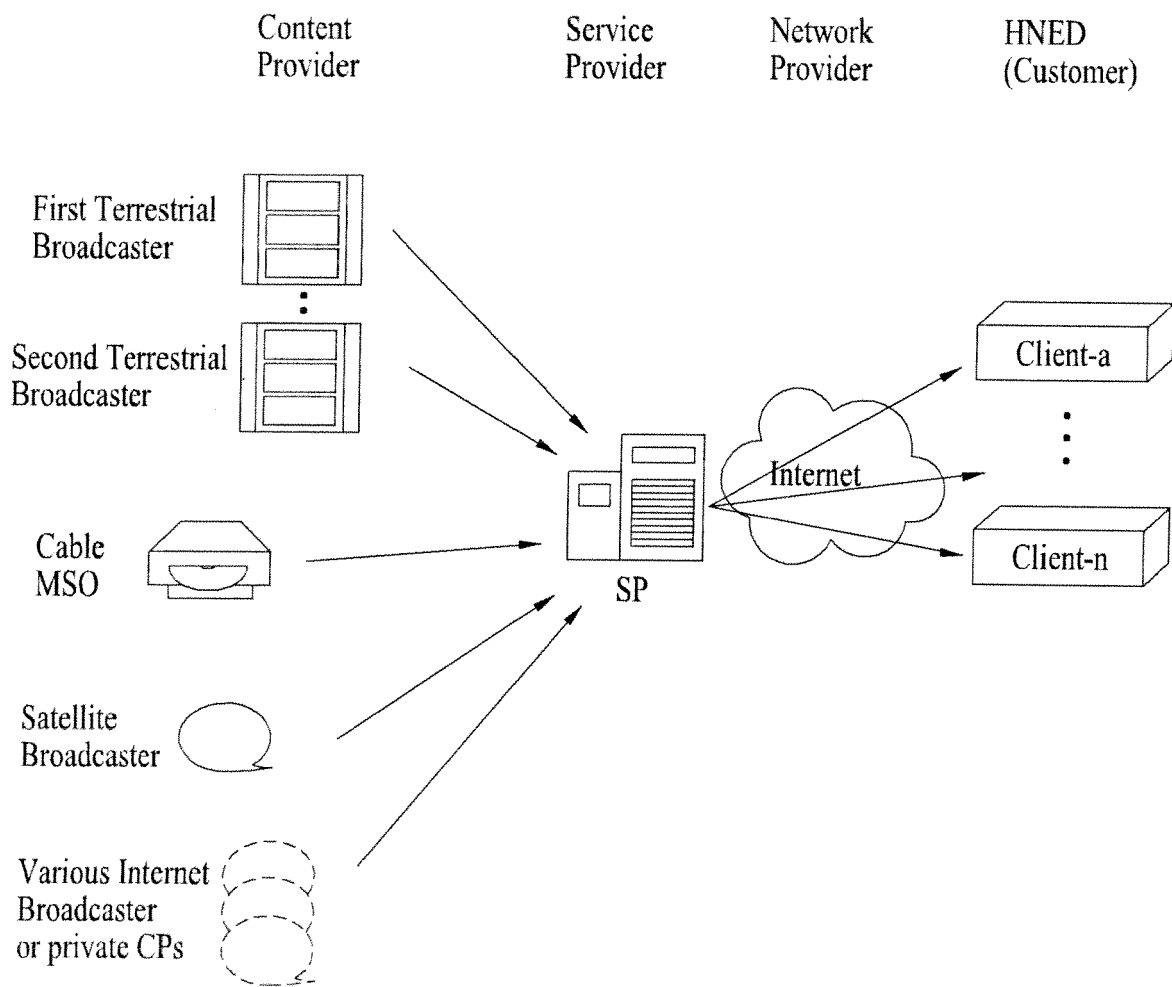 Content
Provider
Service
Provider
Network
Provider
HNED
(Customer)
First Terrestrial
Broadcaster
Second Terrestrial
Broadcaster
Client-a
Internet
Cable
MSO
SP
Client-n
Satellite
Broadcaster
Various Internet
Broadcaster
or private CPs